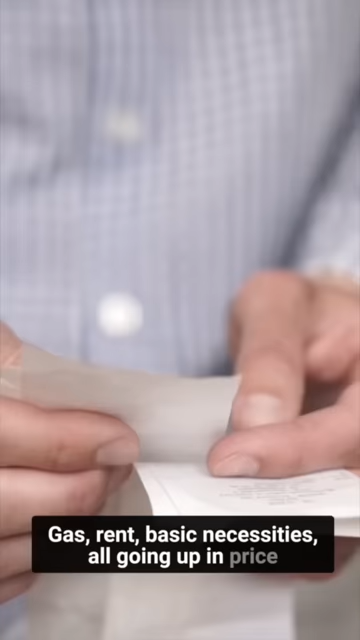 Gas, rent, basic necessities,
all going up in price